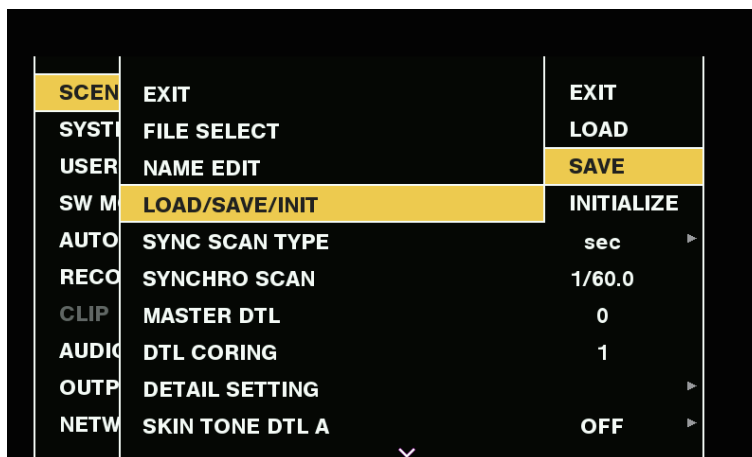 SCEN EXIT EXIT
SYSTI FILE SELECT LOAD
USER NAME EDIT SAVE
SW M LOAD/SAVE/INIT INITIALIZE
AUTO SYNC SCAN TYPE sec
RECO SYNCHRO SCAN 1/60.0
CLIP MASTER DTL 0
AUDI DTL CORING 1
OUTP DETAIL SETTING
NETW SKIN TONE DTL A OFF